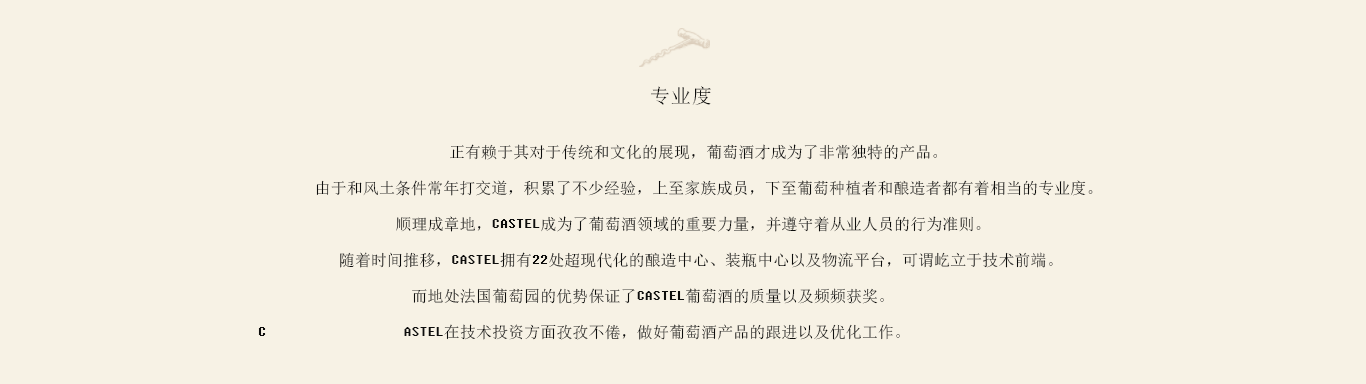 专业度
正有赖于其对于传统和文化的展现，葡萄酒才成为了非常独特的产品。
由于和风土条件常年打交道，积累了不少经验，上至家族成员，下至葡萄种植者和酿造者都有着相当的专业度。
顺理成章地，CASTEL成为了葡萄酒领域的重要力量，并遵守着从业人员的行为准则。
随着时间推移，CASTEL拥有22处超现代化的酿造中心、装瓶中心以及物流平台，可谓屹立于技术前端。
而地处法国葡萄园的优势保证了CASTEL葡萄酒的质量以及频频获奖。
C ASTEL在技术投资方面孜孜不倦，做好葡萄酒产品的跟进以及优化工作。